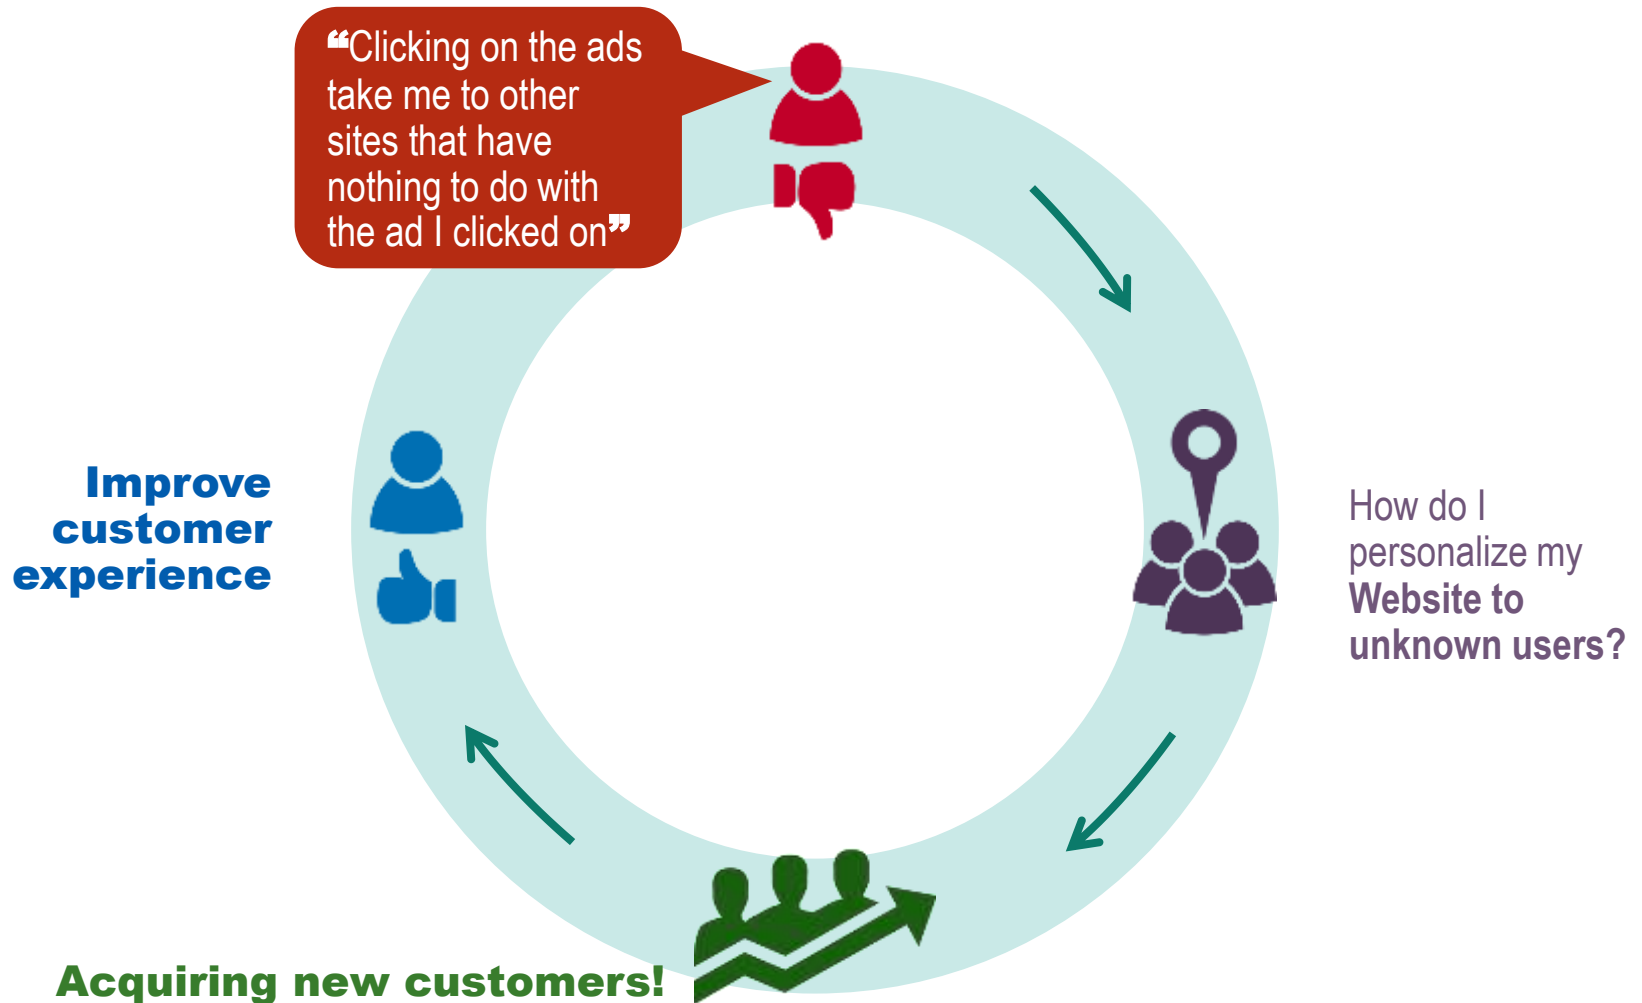 ❝Clicking on the ads
take me to other
sites that have
nothing to do with
the ad I clicked on❞
Improve
customer
experience
How do I
personalize my
Website to
unknown users?
Acquiring new customers!